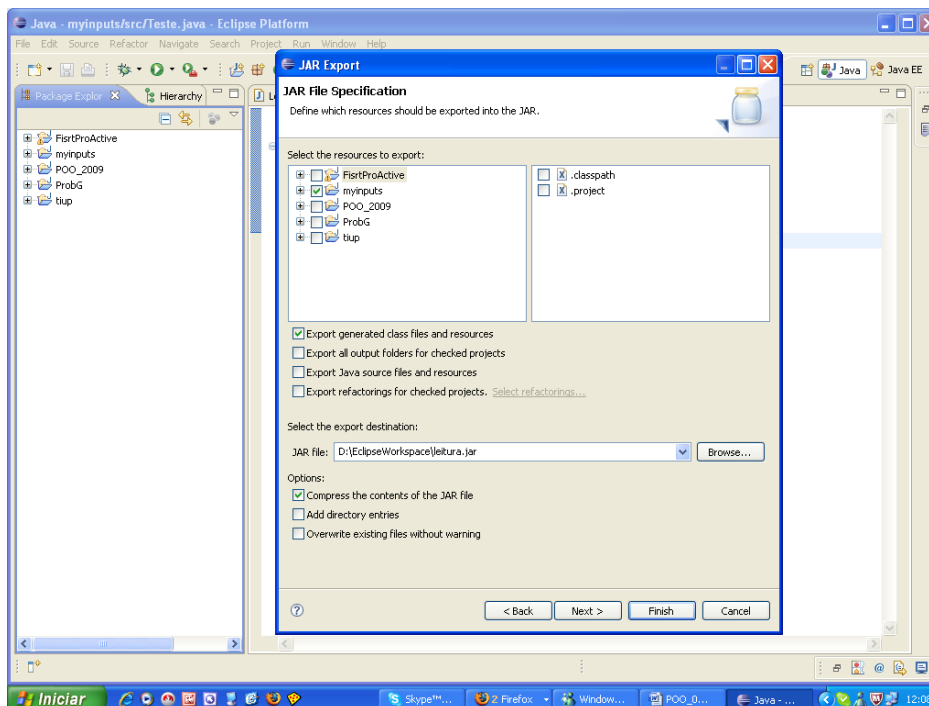 Java - myinputs/src/Teste.java - Eclipse Platform
File Edit Source Refactor Navigate Search Project Run Window Help
Java
Java EE
Package Explor
Hierarchy
FisrtProActive
myinputs
POO_2009
ProbG
tiup
JAR Export
JAR File Specification
Define which resources should be exported into the JAR.
Select the resources to export:
FisrtProActive
myinputs
POO_2009
ProbG
tiup
.classpath
.project
Export generated class files and resources
Export all output folders for checked projects
Export Java source files and resources
Export refactorings for checked projects. Select refactorings...
Select the export destination:
JAR file: D:\EclipseWorkspace\leitura.jar Browse...
Options:
Compress the contents of the JAR file
Add directory entries
Overwrite existing files without warning
< Back Next > Finish Cancel
Iniciar Skype™... 2 Firefox Window... POO_0... Java - ...